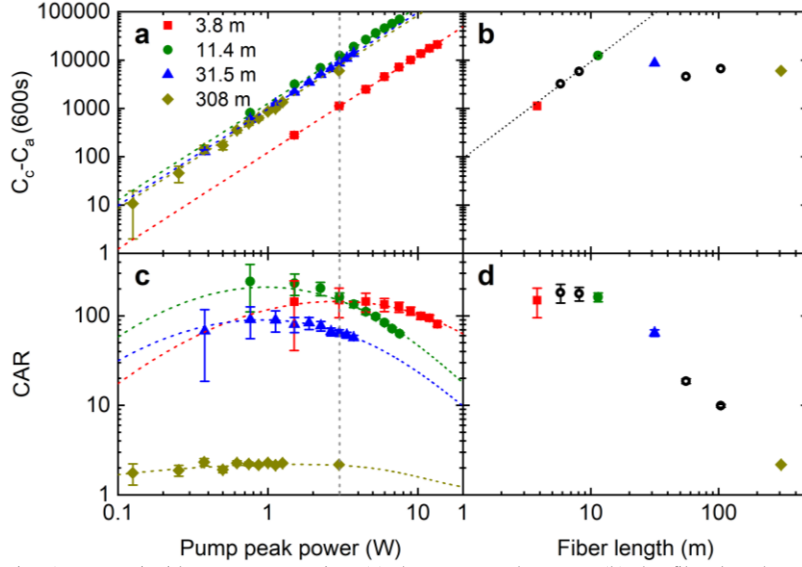 a
3.8 m
11.4 m
31.5 m
308 m
b
100000
10000
1000
100
10
1
C_c-C_a (600s)
c
d
100
10
1
CAR
0.1
1
10
1
10
100
Pump peak power (W)
Fiber length (m)